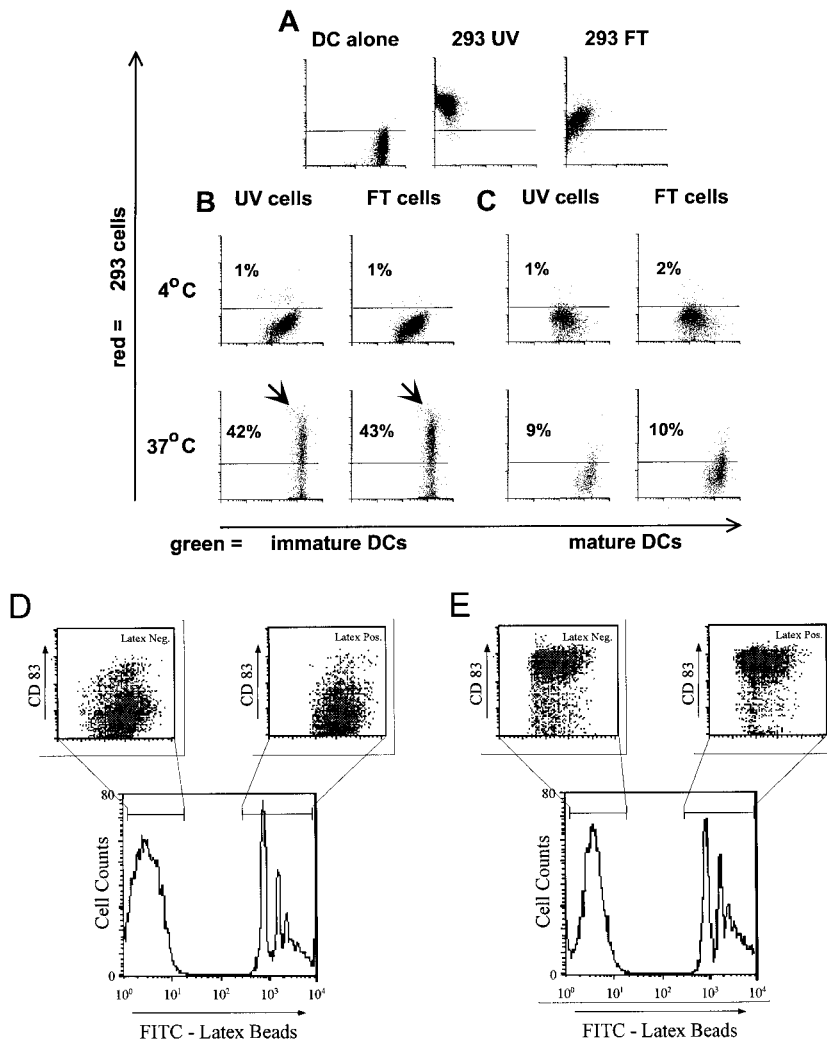 A
DC alone
293 UV
293 FT
B
UV cells
FT cells
C
UV cells
FT cells
red = 293 cells
4°C
1%
1%
1%
2%
37°C
42%
43%
9%
10%
green = immature DCs
mature DCs
D
Latex Neg.
CD 83
Latex Pos.
CD 83
E
Latex Neg.
CD 83
Latex Pos.
CD 83
80
Cell Counts
0
10⁰ 10¹ 10² 10³ 10⁴
FITC - Latex Beads
80
Cell Counts
0
10⁰ 10¹ 10² 10³ 10⁴
FITC - Latex Beads